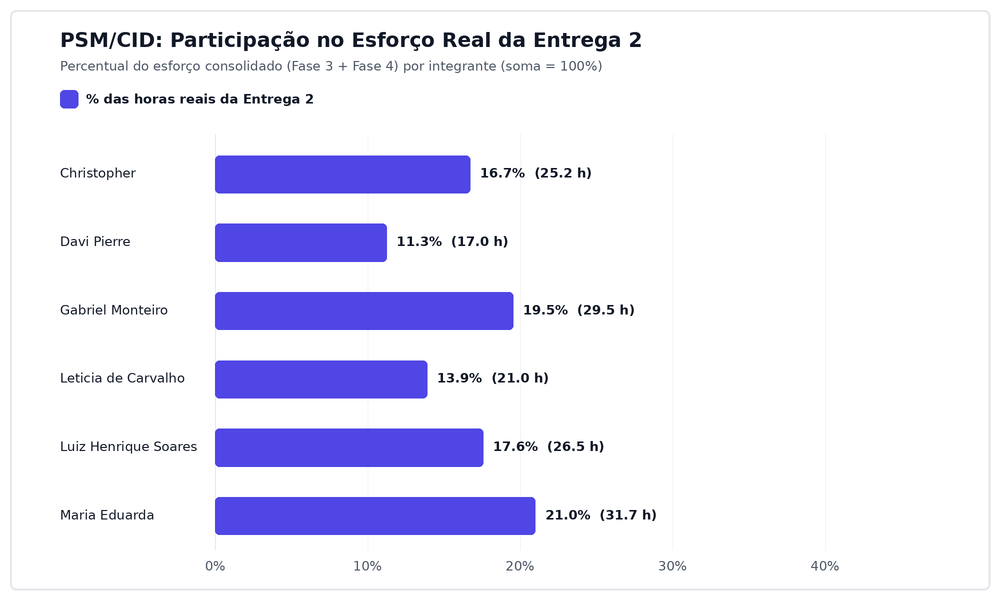 PSM/CID: Participação no Esforço Real da Entrega 2
Percentual do esforço consolidado (Fase 3 + Fase 4) por integrante (soma = 100%)
% das horas reais da Entrega 2
Christopher 16.7% (25.2 h)
Davi Pierre 11.3% (17.0 h)
Gabriel Monteiro 19.5% (29.5 h)
Leticia de Carvalho 13.9% (21.0 h)
Luiz Henrique Soares 17.6% (26.5 h)
Maria Eduarda 21.0% (31.7 h)
0% 10% 20% 30% 40%